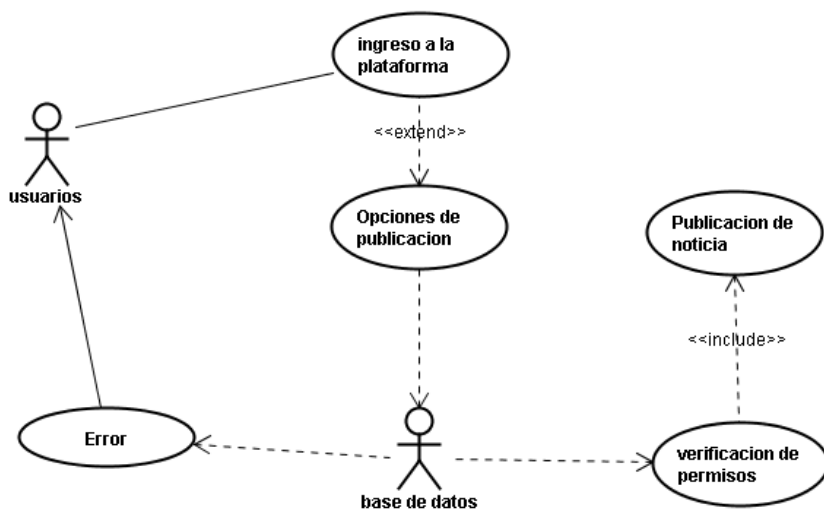 ingreso a la
plataforma
<<extend>>
usuarios
Opciones de
publicacion
Publicacion de
noticia
<<include>>
Error
verificacion de
permisos
base de datos